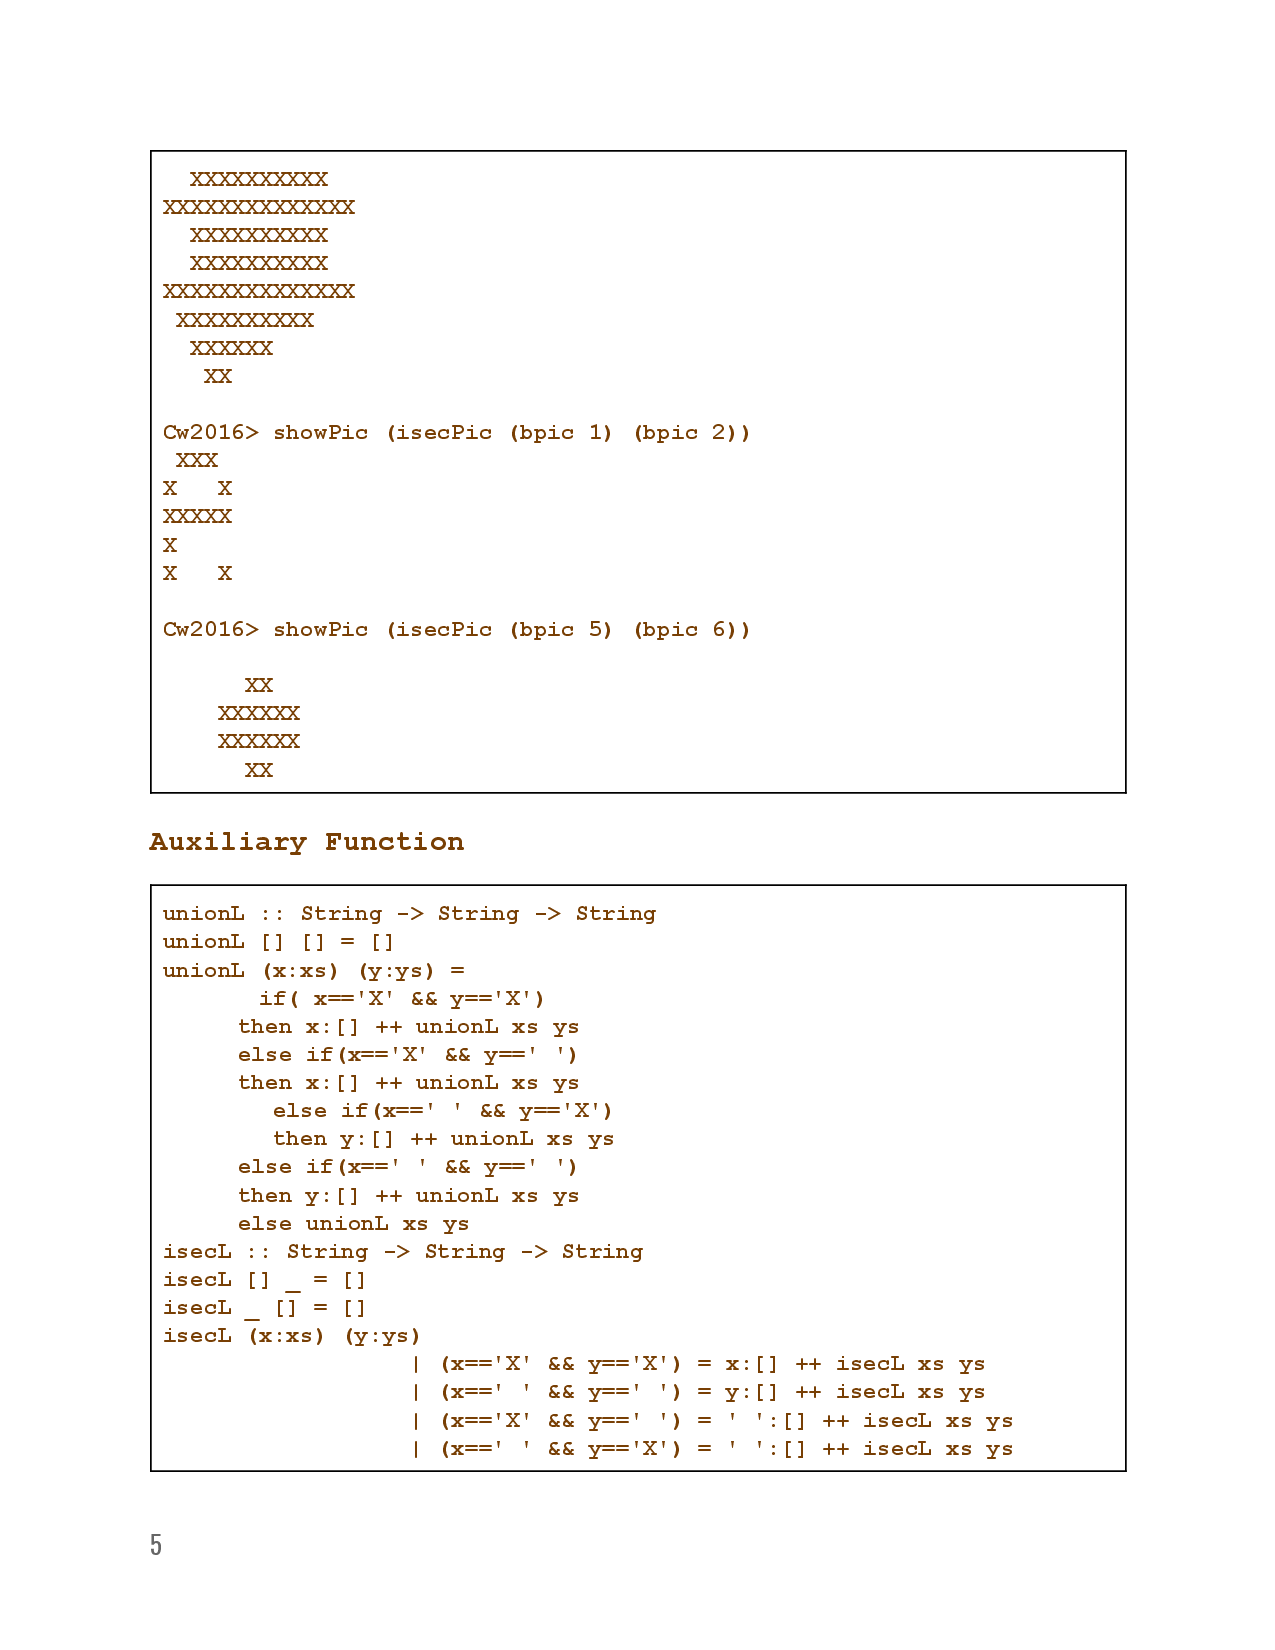 XXXXXXXXXX
XXXXXXXXXXXXXX
  XXXXXXXXXX
  XXXXXXXXXX
XXXXXXXXXXXXXX
 XXXXXXXXXX
  XXXXXX
   XX

Cw2016> showPic (isecPic (bpic 1) (bpic 2))
 XXX
X   X
XXXXX
X
X   X

Cw2016> showPic (isecPic (bpic 5) (bpic 6))

      XX
    XXXXXX
    XXXXXX
      XX

Auxiliary Function

unionL :: String -> String -> String
unionL [] [] = []
unionL (x:xs) (y:ys) =
       if( x=='X' && y=='X')
     then x:[] ++ unionL xs ys
     else if(x=='X' && y==' ')
     then x:[] ++ unionL xs ys
        else if(x==' ' && y=='X')
        then y:[] ++ unionL xs ys
     else if(x==' ' && y==' ')
     then y:[] ++ unionL xs ys
     else unionL xs ys
isecL :: String -> String -> String
isecL [] _ = []
isecL _ [] = []
isecL (x:xs) (y:ys)
                  | (x=='X' && y=='X') = x:[] ++ isecL xs ys
                  | (x==' ' && y==' ') = y:[] ++ isecL xs ys
                  | (x=='X' && y==' ') = ' ':[] ++ isecL xs ys
                  | (x==' ' && y=='X') = ' ':[] ++ isecL xs ys

5